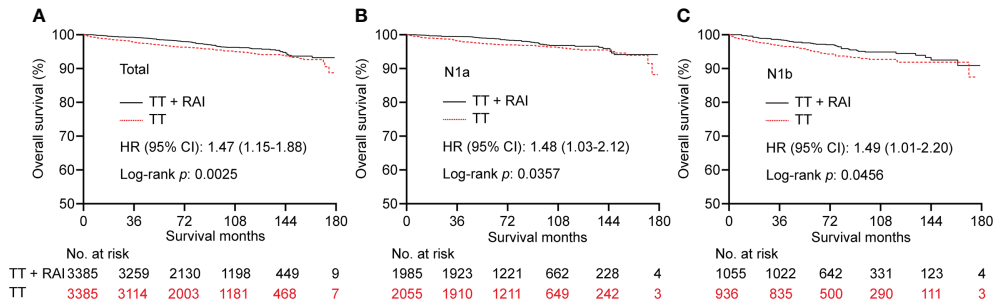 A
Overall survival (%)
100
90
80
70
60
50
Total
TT + RAI
TT
HR (95% CI): 1.47 (1.15-1.88)
Log-rank p: 0.0025
0 36 72 108 144 180
Survival months
No. at risk
TT + RAI 3385 3259 2130 1198 449 9
TT 3385 3114 2003 1181 468 7
B
Overall survival (%)
100
90
80
70
60
50
N1a
TT + RAI
TT
HR (95% CI): 1.48 (1.03-2.12)
Log-rank p: 0.0357
0 36 72 108 144 180
Survival months
No. at risk
1985 1923 1221 662 228 4
2055 1910 1211 649 242 3
C
Overall survival (%)
100
90
80
70
60
50
N1b
TT + RAI
TT
HR (95% CI): 1.49 (1.01-2.20)
Log-rank p: 0.0456
0 36 72 108 144 180
Survival months
No. at risk
1055 1022 642 331 123 4
936 835 500 290 111 3